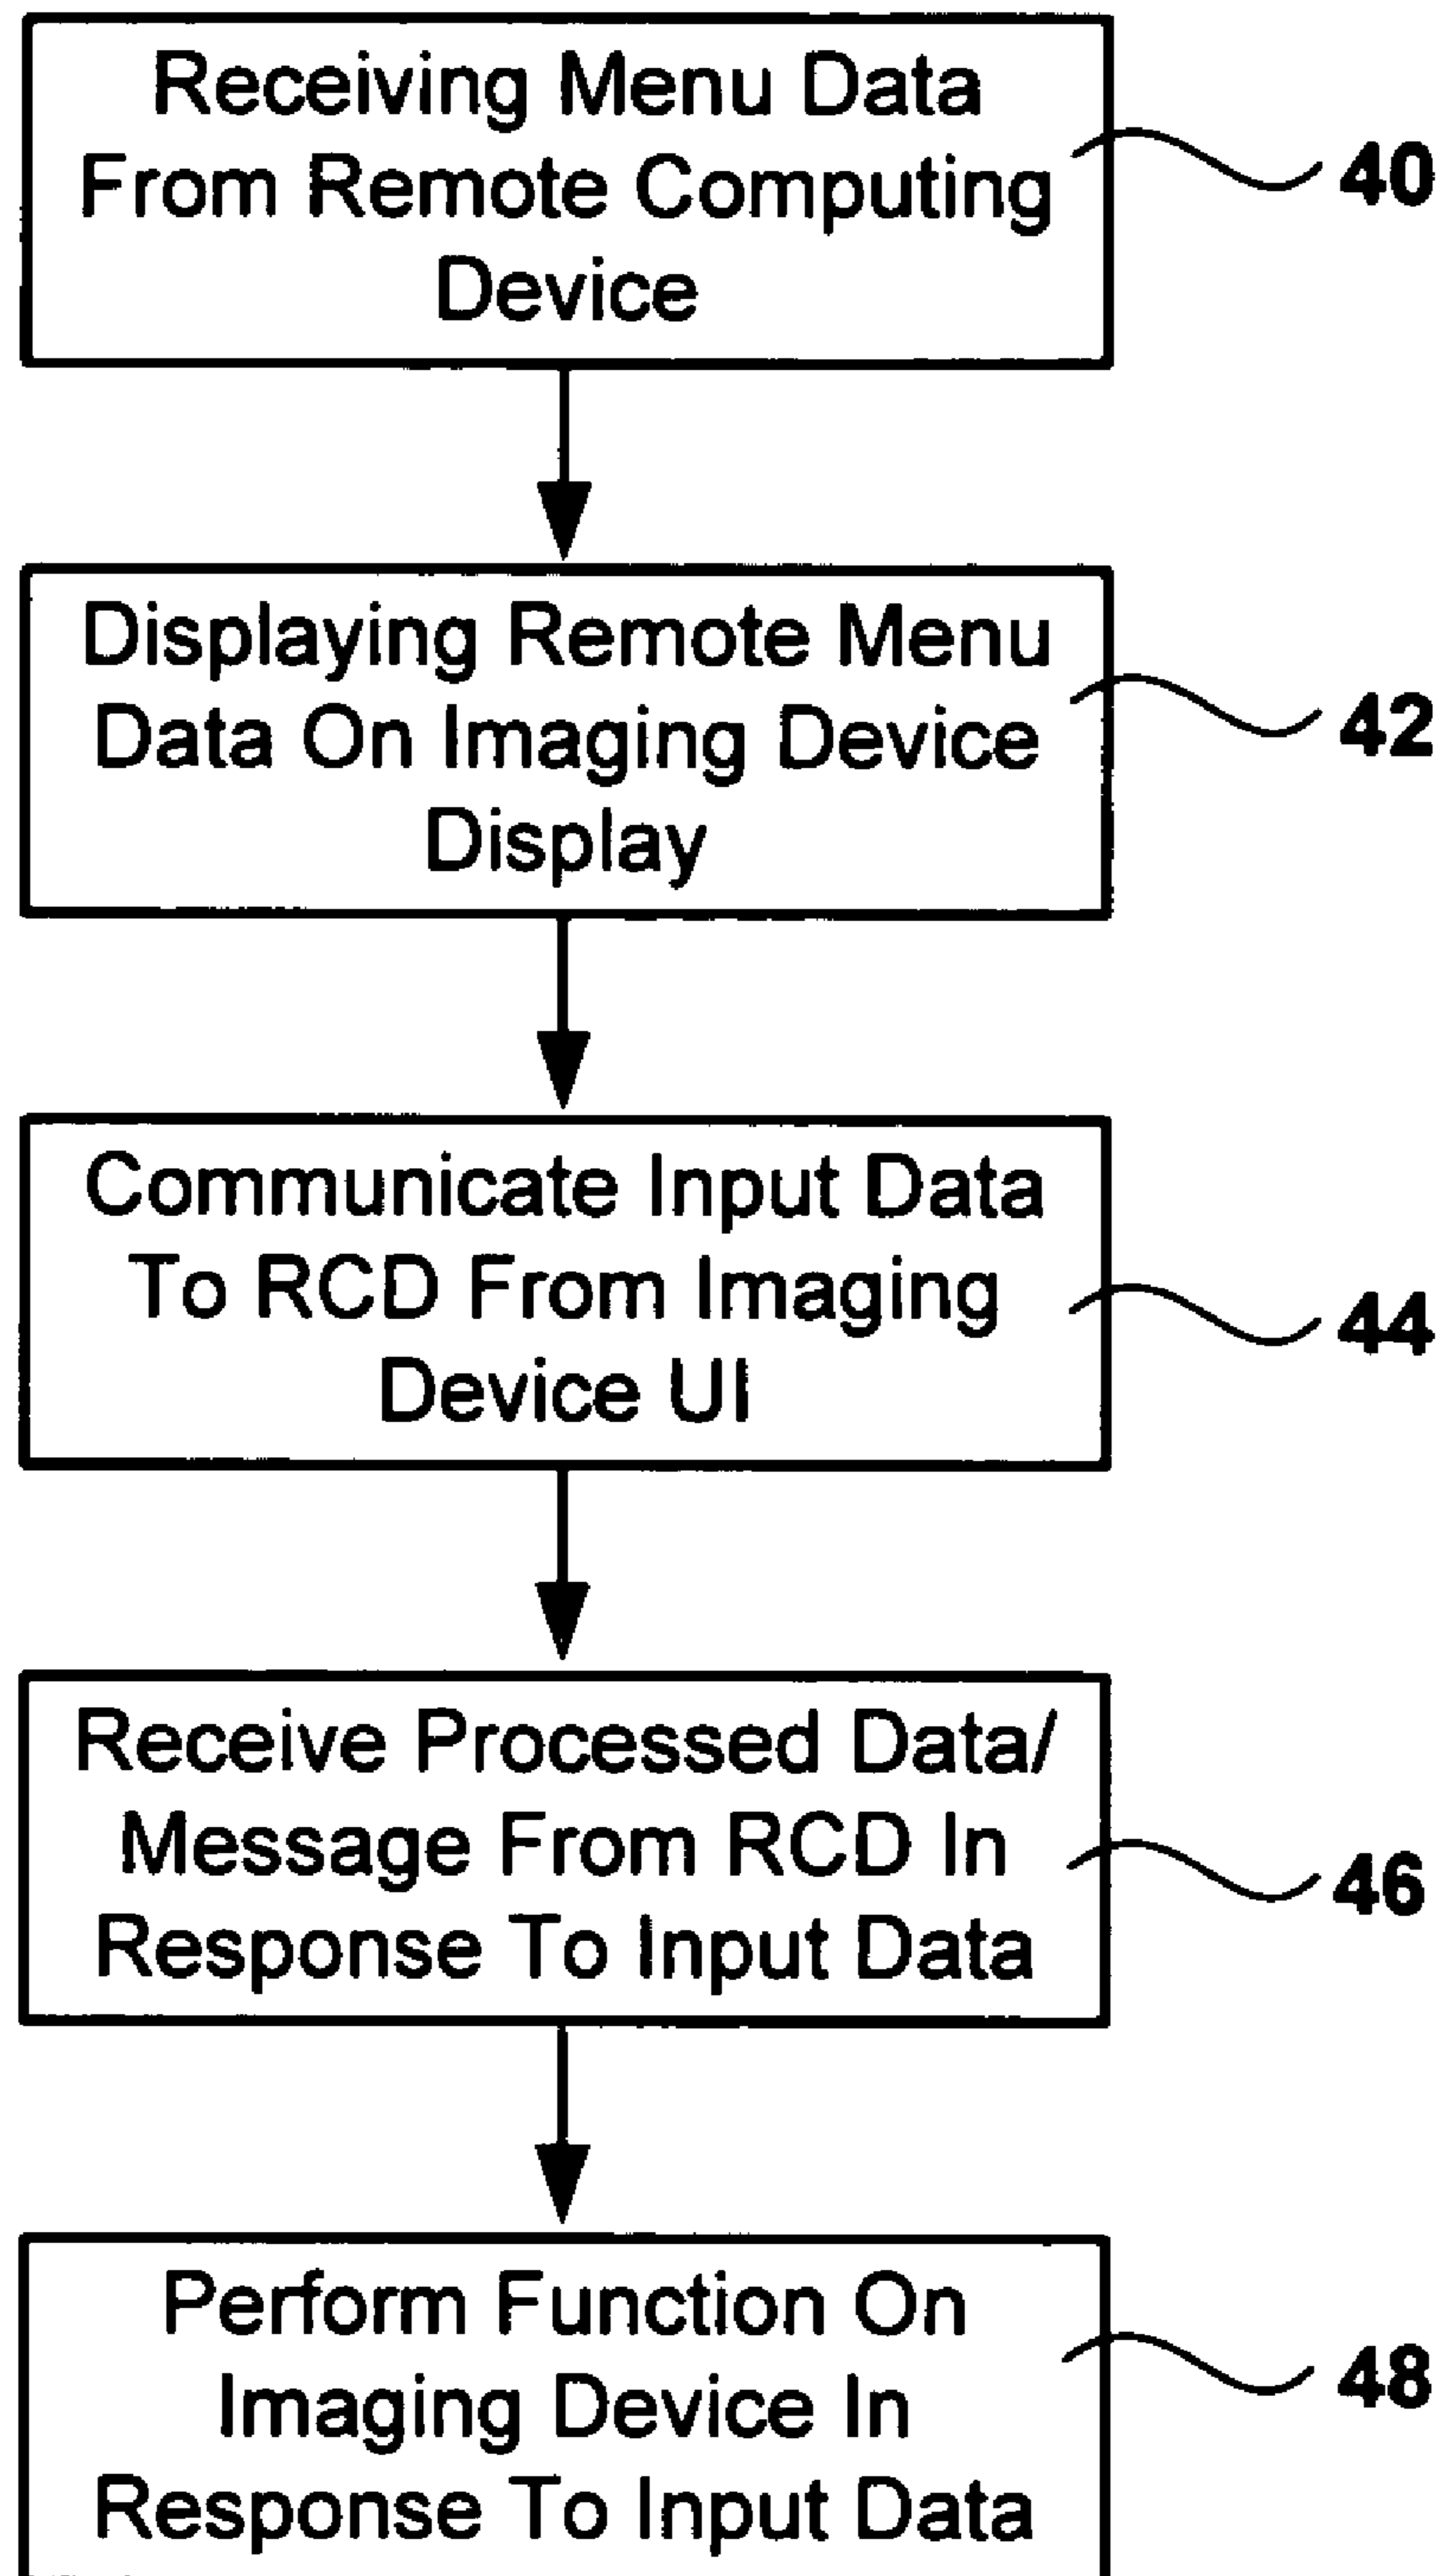 Receiving Menu Data
From Remote Computing
Device
40
Displaying Remote Menu
Data On Imaging Device
Display
42
Communicate Input Data
To RCD From Imaging
Device UI
44
Receive Processed Data/
Message From RCD In
Response To Input Data
46
Perform Function On
Imaging Device In
Response To Input Data
48